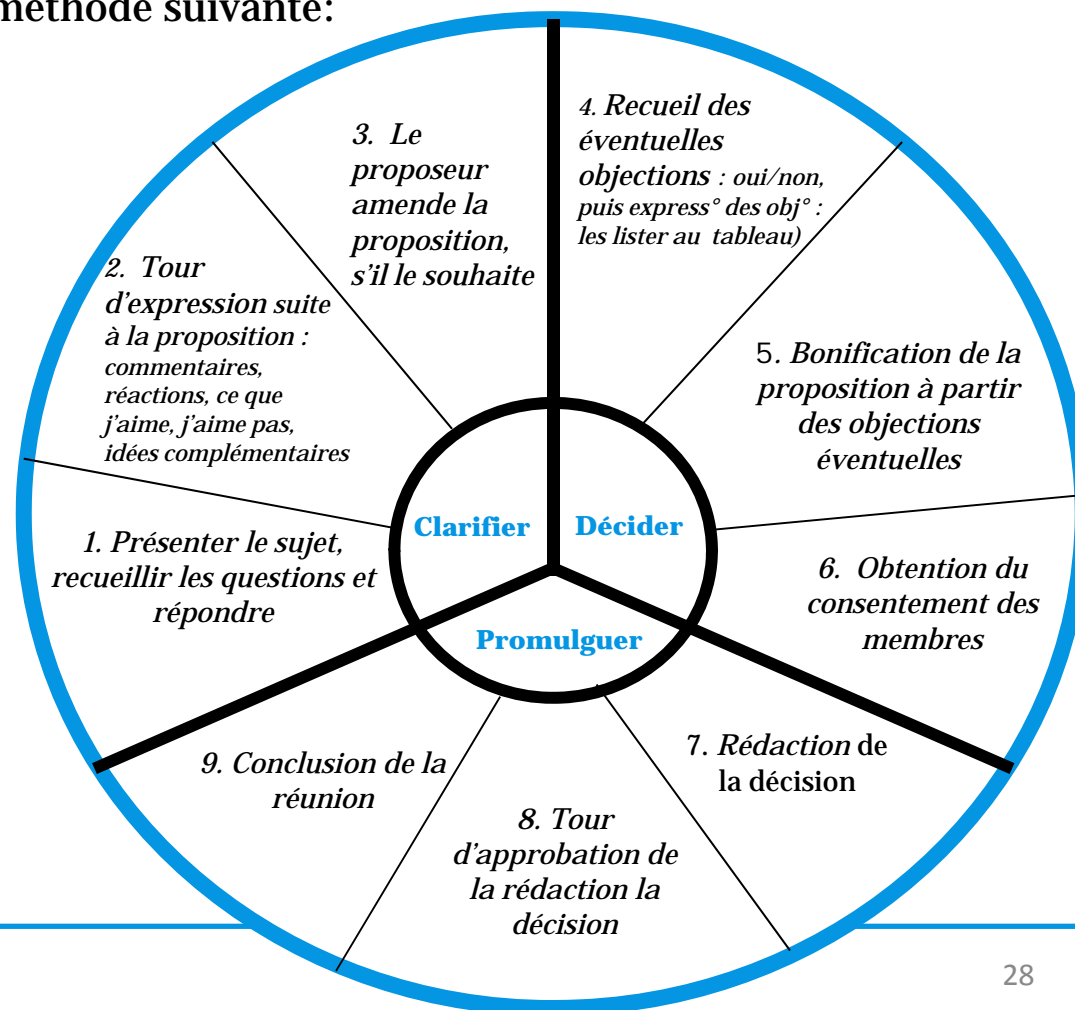 méthode suivante:
1. Présenter le sujet,
recueillir les questions et
répondre
2. Tour
d'expression suite
à la proposition :
commentaires,
réactions, ce que
j'aime, j'aime pas,
idées complémentaires
3. Le
proposeur
amende la
proposition,
s'il le souhaite
4. Recueil des
éventuelles
objections : oui/non,
puis express° des obj° :
les lister au tableau)
5. Bonification de la
proposition à partir
des objections
éventuelles
6. Obtention du
consentement des
membres
7. Rédaction de
la décision
8. Tour
d'approbation de
la rédaction la
décision
9. Conclusion de la
réunion
Clarifier
Décider
Promulguer
28